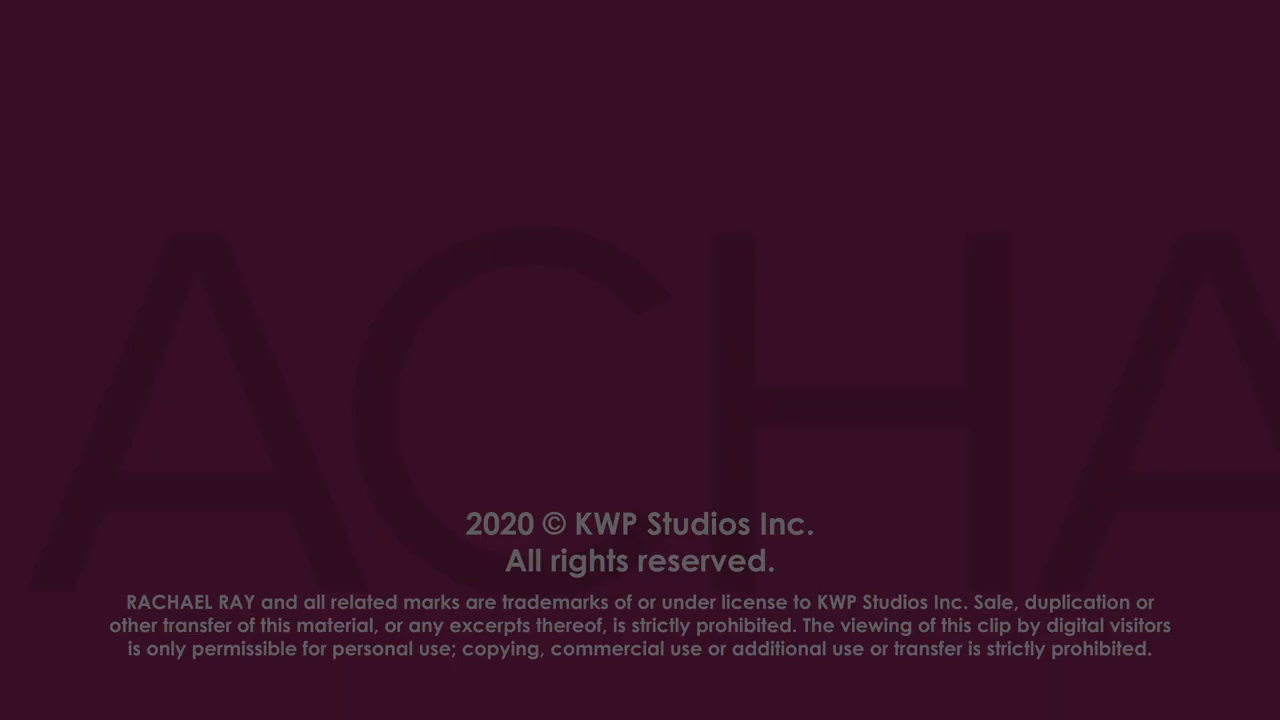 ACHA
2020 © KWP Studios Inc.
All rights reserved.
RACHAEL RAY and all related marks are trademarks of or under license to KWP Studios Inc. Sale, duplication or
other transfer of this material, or any excerpts thereof, is strictly prohibited. The viewing of this clip by digital visitors
is only permissible for personal use; copying, commercial use or additional use or transfer is strictly prohibited.